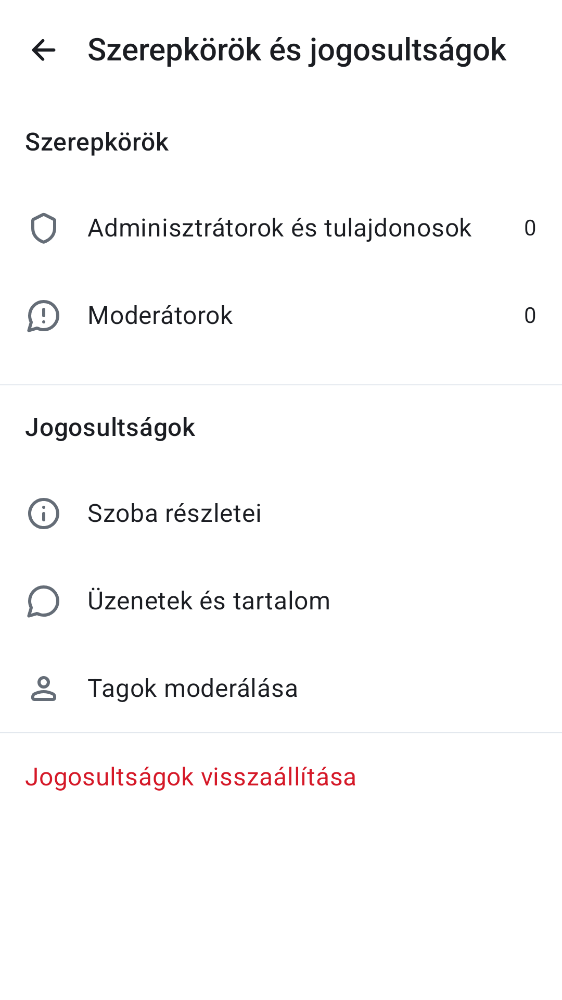 Szerepkörök és jogosultságok
Szerepkörök
Adminisztrátorok és tulajdonosok 0
Moderátorok 0
Jogosultságok
Szoba részletei
Üzenetek és tartalom
Tagok moderálása
Jogosultságok visszaállítása